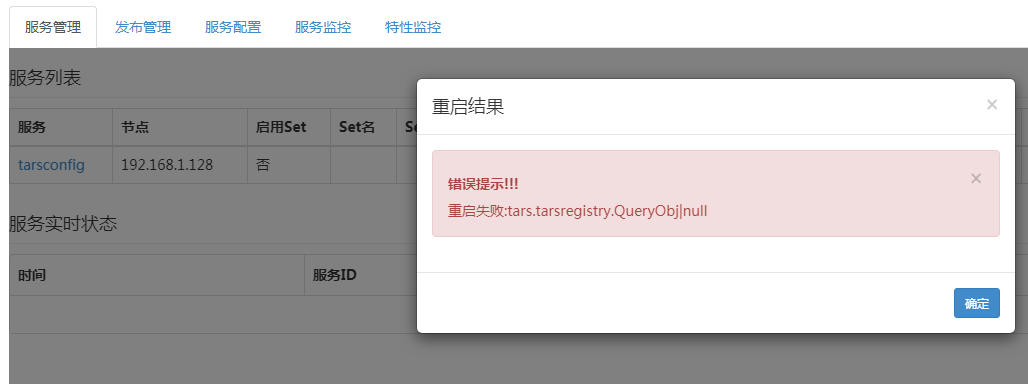 服务管理 发布管理 服务配置 服务监控 特性监控
服务列表
重启结果 ×
服务 节点 启用Set Set名
错误提示!!! ×
tarsconfig 192.168.1.128 否
重启失败:tars.tarsregistry.QueryObj|null
服务实时状态
时间 服务ID
确定